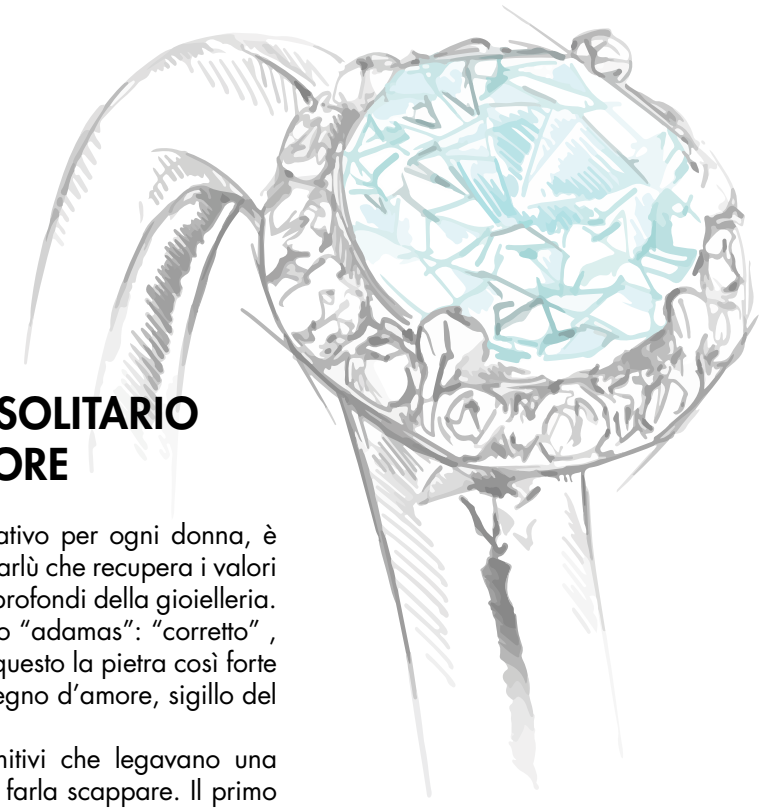 SOLITARIO
ORE
ativo per ogni donna, è
arlù che recupera i valori
profondi della gioielleria.
o “adamas”: “corretto” ,
questo la pietra così forte
egno d’amore, sigillo del
nitivi che legavano una
farla scappare. Il primo